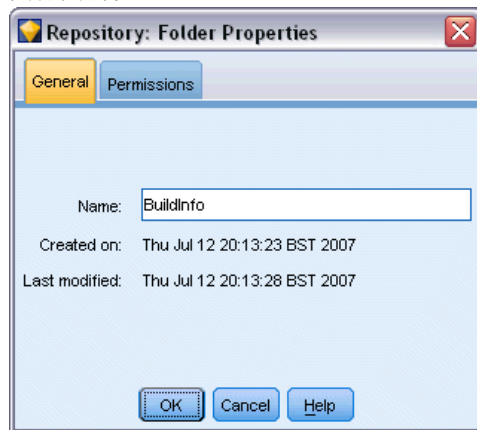 Repository: Folder Properties
General Permissions
Name: BuildInfo
Created on: Thu Jul 12 20:13:23 BST 2007
Last modified: Thu Jul 12 20:13:28 BST 2007
OK Cancel Help